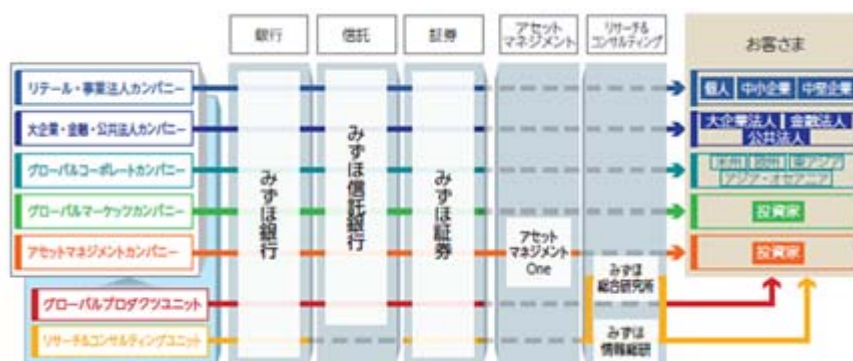 銀行
信託
証券
アセット
マネジメント
リサーチ&
コンサルティング
お客さま
リテール・事業法人カンパニー
大企業・金融・公共法人カンパニー
グローバルコーポレートカンパニー
グローバルマーケッツカンパニー
アセットマネジメントカンパニー
グローバルプロダクツユニット
リサーチ&コンサルティングユニット
みずほ銀行
みずほ信託銀行
みずほ証券
アセット
マネジメント
One
みずほ
総合研究所
みずほ
情報総研
個人 中小企業 中堅企業
大企業法人 金融法人
公共法人
米州 欧州 東アジア
アジア・オセアニア
投資家
投資家